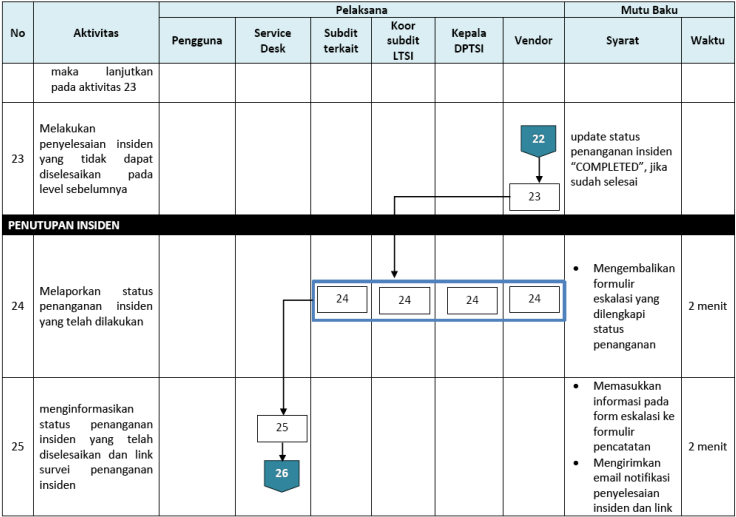 No
Aktivitas
Pelaksana
Mutu Baku
Pengguna
Service
Desk
Subdit
terkait
Koor
subdit
LTSI
Kepala
DPTSI
Vendor
Syarat
Waktu
maka lanjutkan
pada aktivitas 23
23
Melakukan
penyelesaian insiden
yang tidak dapat
diselesaikan pada
level sebelumnya
22
23
update status
penanganan insiden
“COMPLETED”, jika
sudah selesai
PENUTUPAN INSIDEN
24
Melaporkan status
penanganan insiden
yang telah dilakukan
24
24
24
24
• Mengembalikan
formulir
eskalasi yang
dilengkapi
status
penanganan
2 menit
25
menginformasikan
status penanganan
insiden yang telah
diselesaikan dan link
survei penanganan
insiden
25
26
• Memasukkan
informasi pada
form eskalasi ke
formulir
pencatatan
• Mengirimkan
email notifikasi
penyelesaian
insiden dan link
2 menit